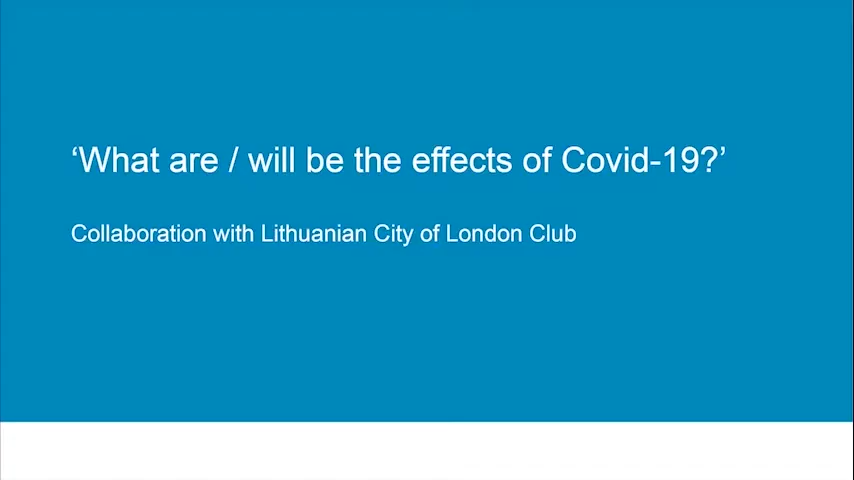 ‘What are / will be the effects of Covid-19?’
Collaboration with Lithuanian City of London Club